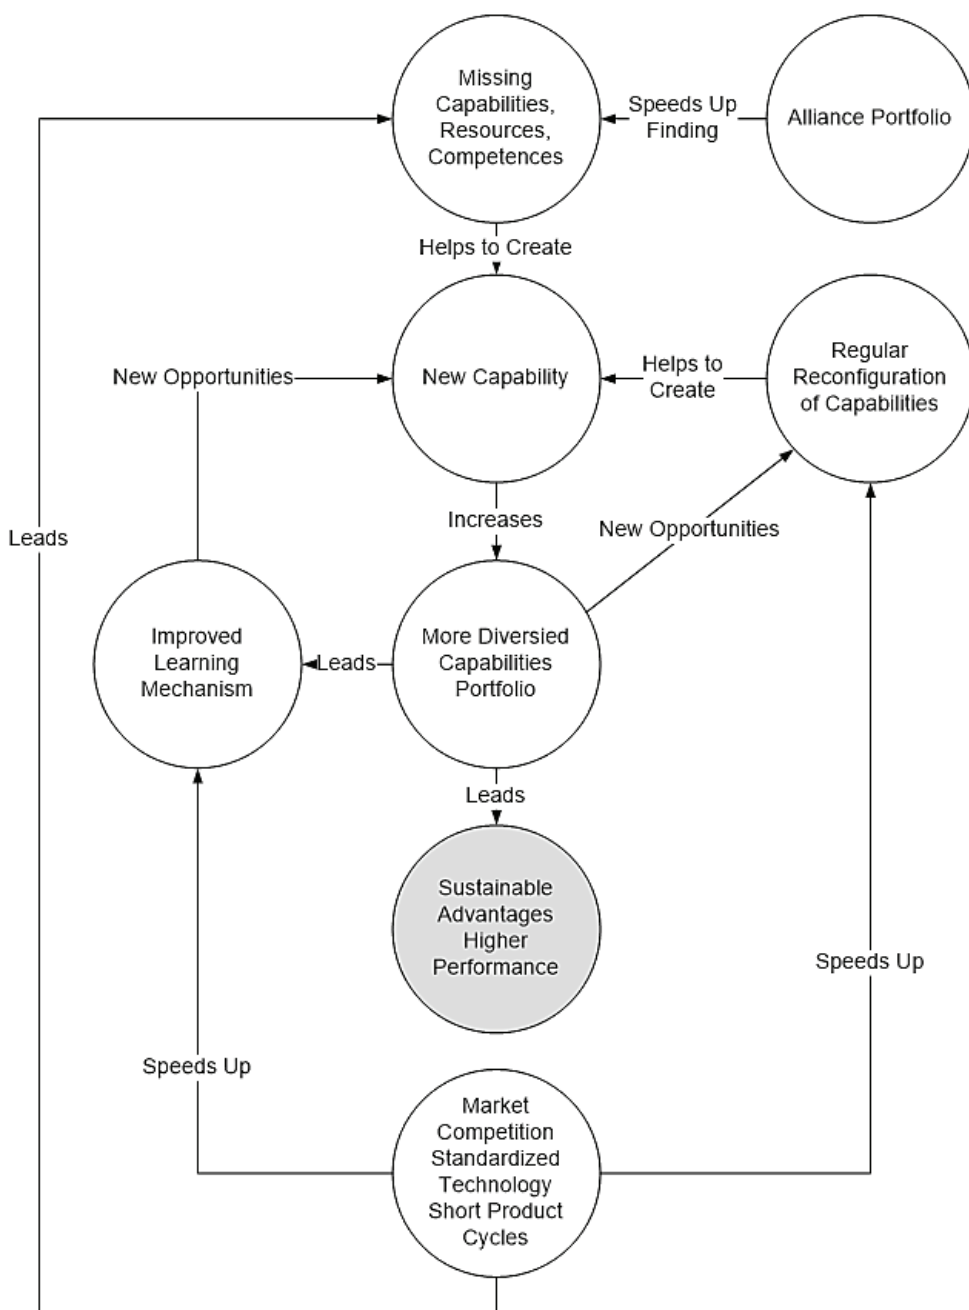 Missing
Capabilities,
Resources,
Competences
Speeds Up
Finding
Alliance Portfolio
Helps to Create
New Opportunities
New Capability
Helps to
Create
Regular
Reconfiguration
of Capabilities
Increases
New Opportunities
Leads
Improved
Learning
Mechanism
Leads
More Diversied
Capabilities
Portfolio
Leads
Sustainable
Advantages
Higher
Performance
Speeds Up
Speeds Up
Market
Competition
Standardized
Technology
Short Product
Cycles